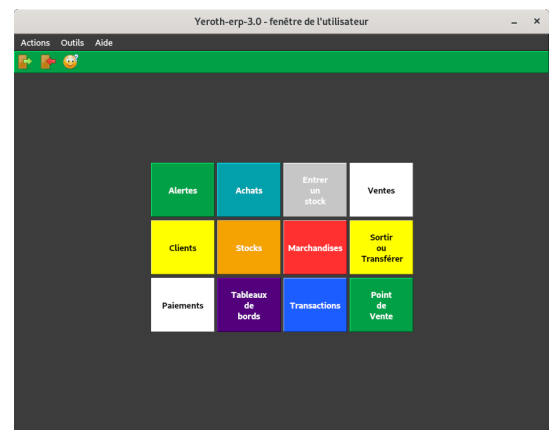 Yeroth-erp-3.0 - fenêtre de l'utilisateur
Actions Outils Aide
Alertes
Achats
Entrer
un
stock
Ventes
Clients
Stocks
Marchandises
Sortir
ou
Transférer
Paiements
Tableaux
de
bords
Transactions
Point
de
Vente